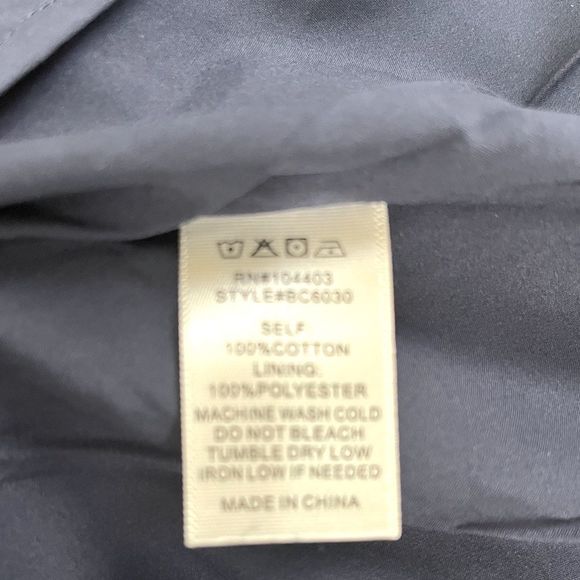 RN#104403
STYLE#BC6030
SELF
100%COTTON
LINING:
100%POLYESTER
MACHINE WASH COLD
DO NOT BLEACH
TUMBLE DRY LOW
IRON LOW IF NEEDED
MADE IN CHINA